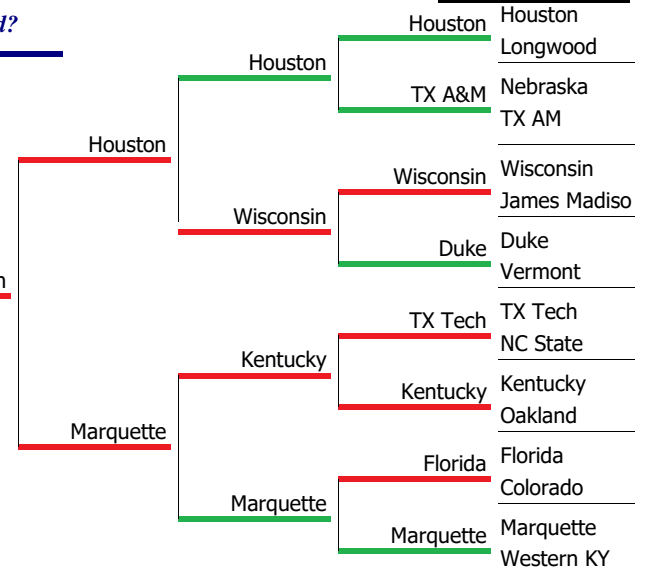 d?
Houston
Longwood
Nebraska
TX AM
Wisconsin
James Madiso
Duke
Vermont
TX Tech
NC State
Kentucky
Oakland
Florida
Colorado
Marquette
Western KY
Houston
TX A&M
Wisconsin
Duke
TX Tech
Kentucky
Florida
Marquette
Houston
Wisconsin
Kentucky
Marquette
Houston
Marquette
n